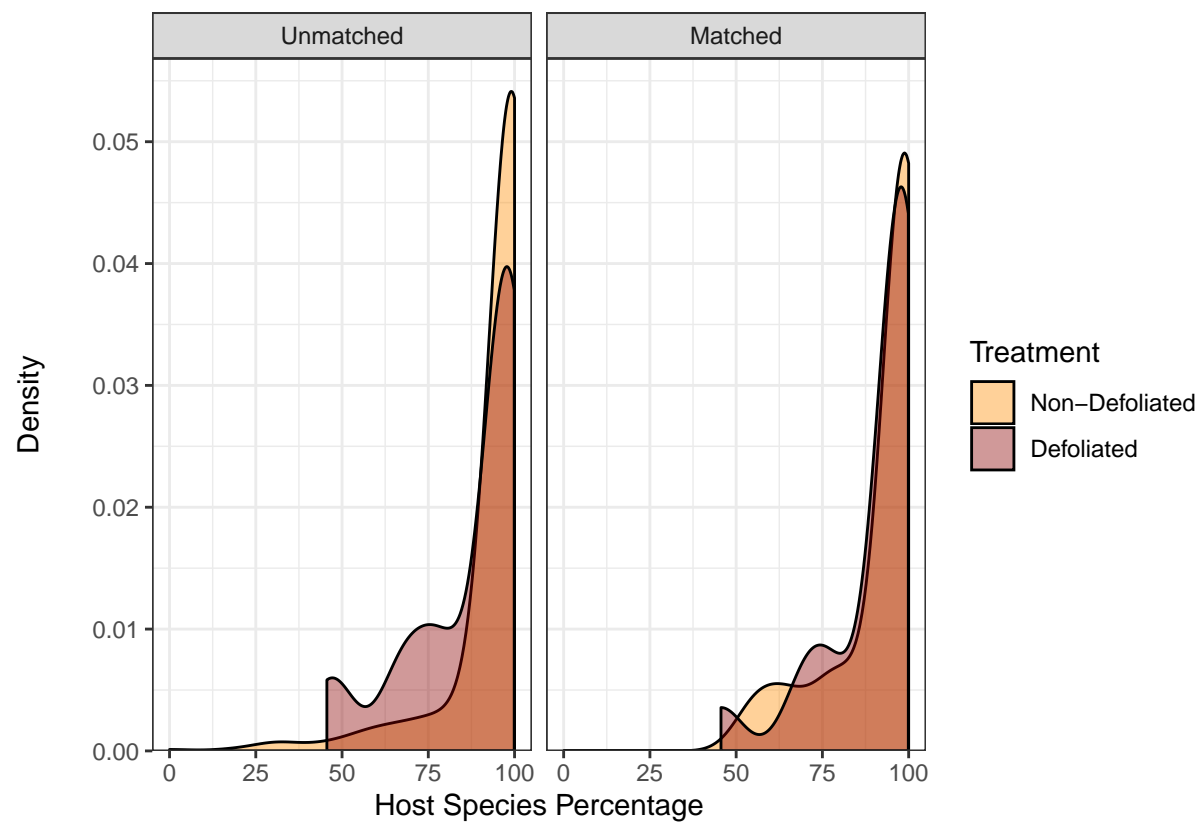 Unmatched
Matched
0.05
0.04
0.03
0.02
0.01
0.00
Density
0 25 50 75 100
0 25 50 75 100
Host Species Percentage
Treatment
Non−Defoliated
Defoliated